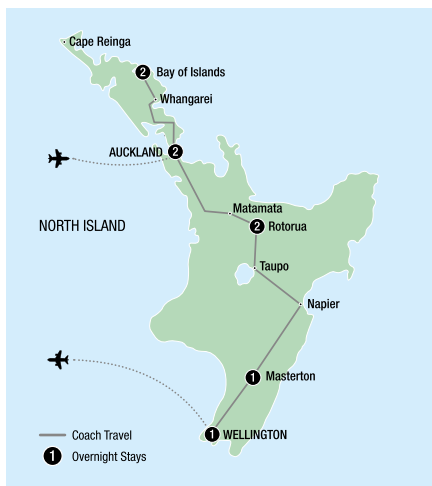 Cape Reinga
2 Bay of Islands
Whangarei
AUCKLAND 2
Matamata
2 Rotorua
NORTH ISLAND
Taupo
Napier
1 Masterton
1 WELLINGTON
Coach Travel
1 Overnight Stays